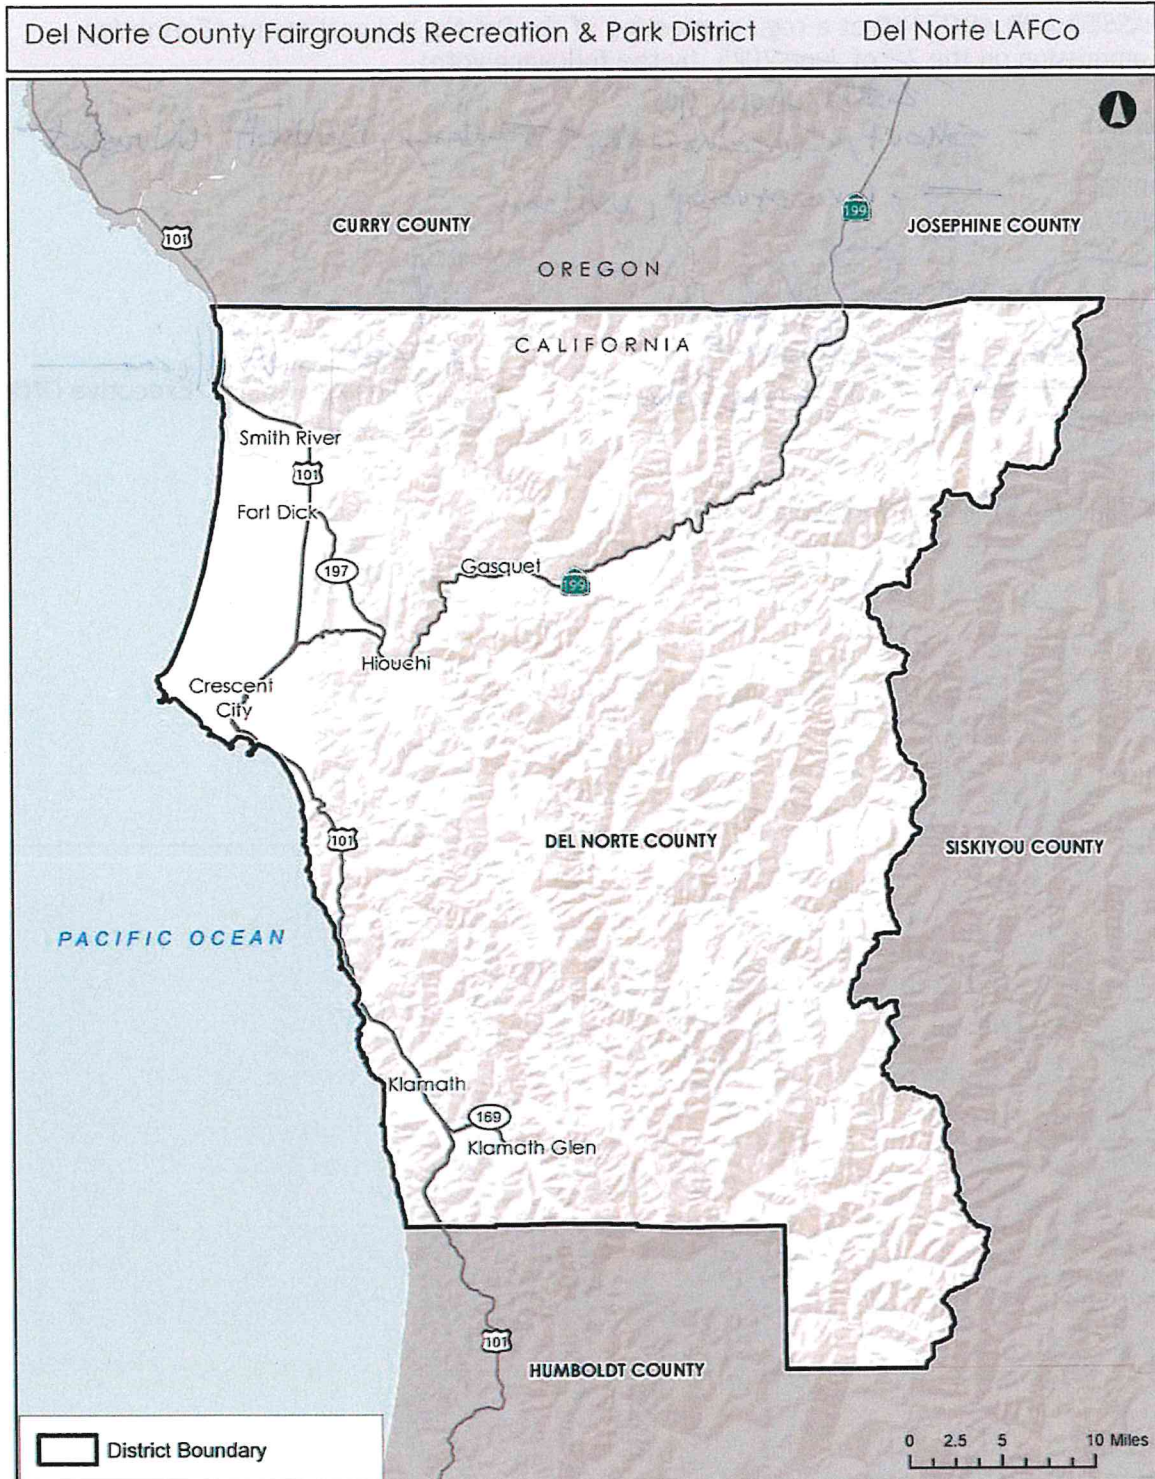 Del Norte County Fairgrounds Recreation & Park District Del Norte LAFCo
199
CURRY COUNTY
JOSEPHINE COUNTY
101
OREGON
CALIFORNIA
Smith River
101
Fort Dick
197
Gasquet
199
Hiouchi
Crescent
City
101
DEL NORTE COUNTY
SISKIYOU COUNTY
PACIFIC OCEAN
Klamath
169
Klamath Glen
101
HUMBOLDT COUNTY
District Boundary
0 2.5 5 10 Miles